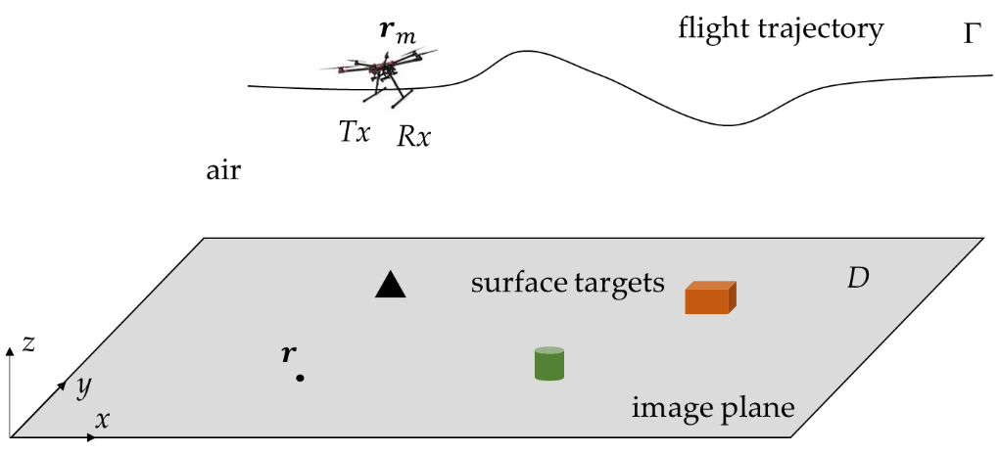 r_m
flight trajectory
Γ
Tx
Rx
air
surface targets
D
z
r
y
x
image plane